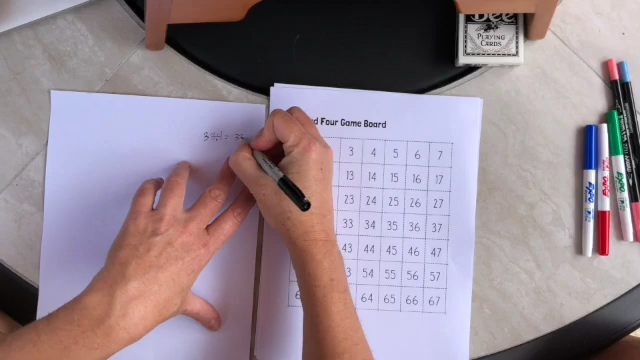 Bee
PLAYING
CARDS
d Four Game Board
3 4 5 6 7
13 14 15 16 17
23 24 25 26 27
33 34 35 36 37
43 44 45 46 47
3 54 55 56 57
6 64 65 66 67
EXPO
EXPO
EXPO